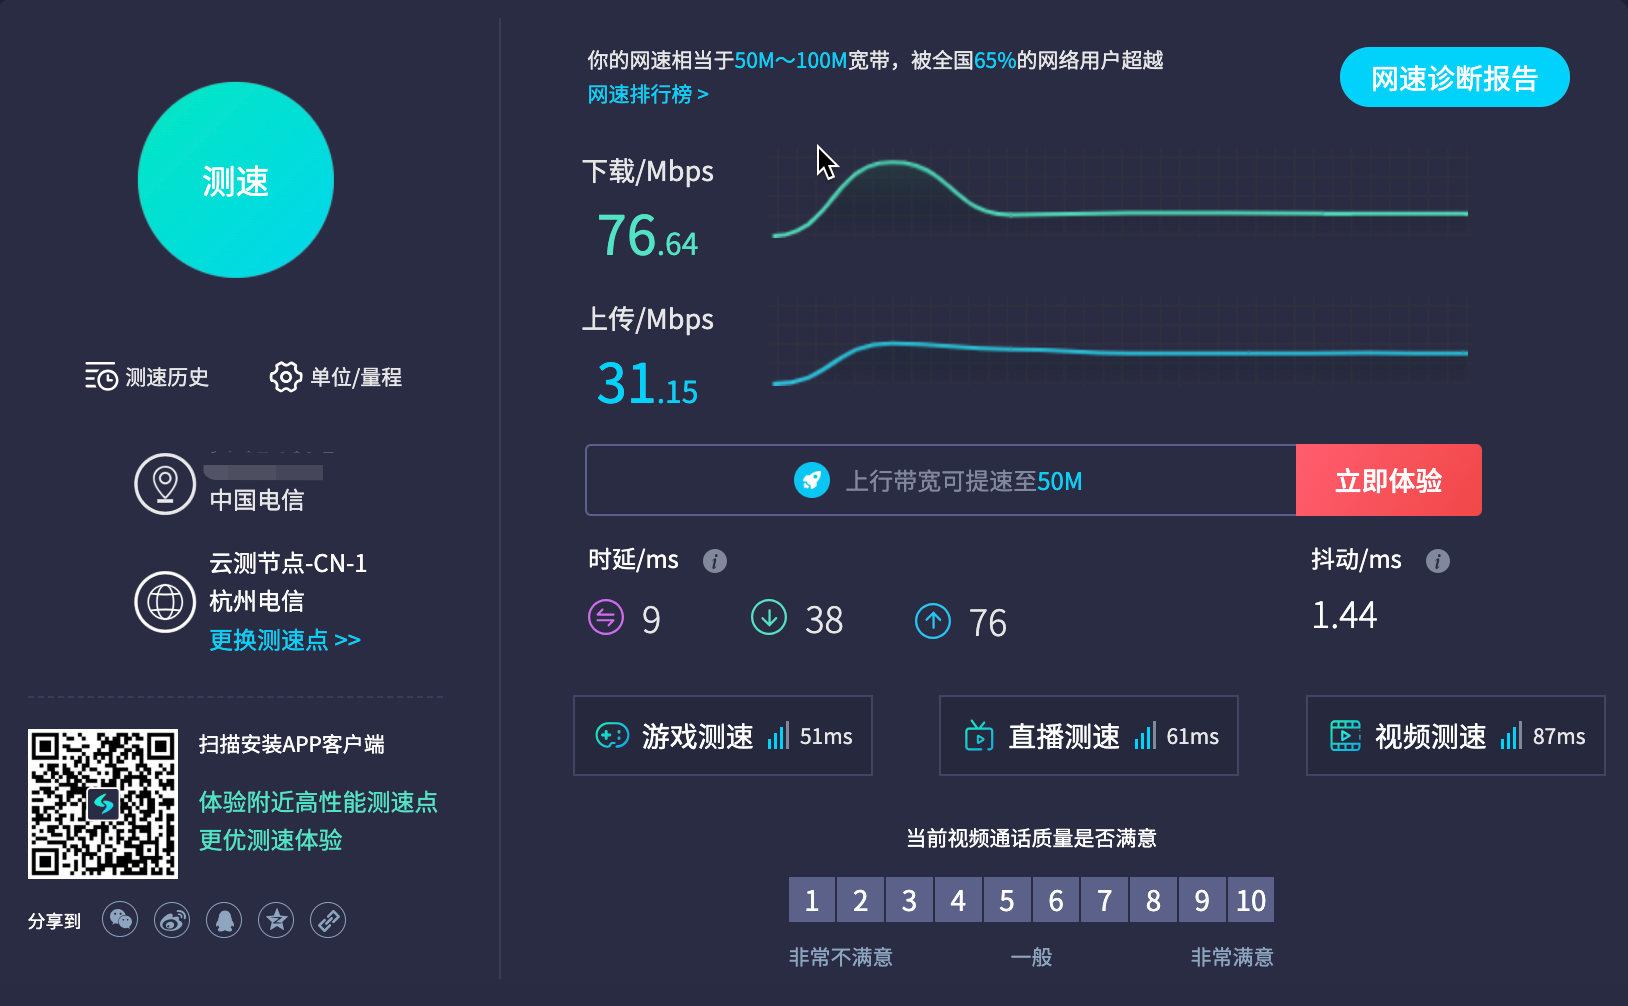 测速
测速历史
单位/量程
中国电信
云测节点-CN-1
杭州电信
更换测速点 >>
扫描安装APP客户端
体验附近高性能测速点
更优测速体验
分享到
你的网速相当于50M～100M宽带，被全国65%的网络用户超越
网速排行榜 >
网速诊断报告
下载/Mbps
76.64
上传/Mbps
31.15
上行带宽可提速至50M
立即体验
时延/ms
9 38 76
抖动/ms
1.44
游戏测速 51ms
直播测速 61ms
视频测速 87ms
当前视频通话质量是否满意
1 2 3 4 5 6 7 8 9 10
非常不满意 一般 非常满意